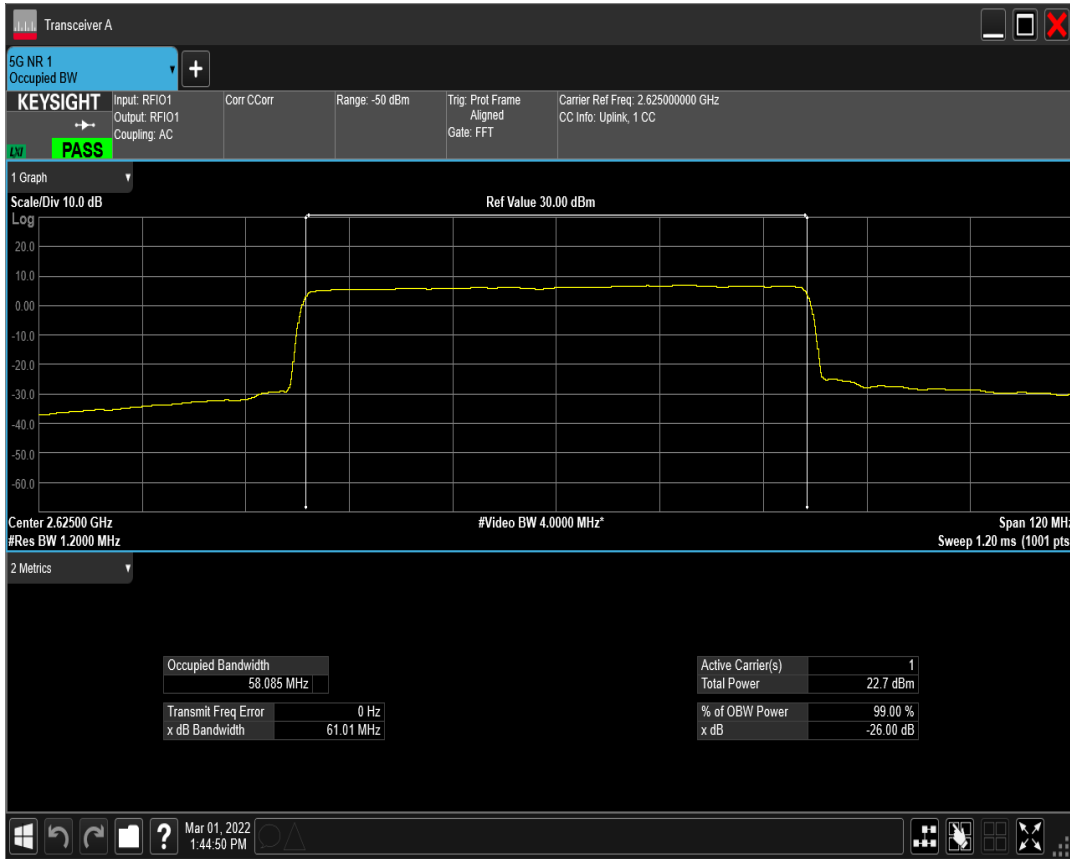 Transceiver A
5G NR 1
Occupied BW
+
KEYSIGHT
LXI
PASS
Input: RFIO1
Output: RFIO1
Coupling: AC
Corr CCorr
Range: -50 dBm
Trig: Prot Frame
Aligned
Gate: FFT
Carrier Ref Freq: 2.625000000 GHz
CC Info: Uplink, 1 CC
1 Graph
Scale/Div 10.0 dB
Ref Value 30.00 dBm
Log
20.0
10.0
0.00
-10.0
-20.0
-30.0
-40.0
-50.0
-60.0
Center 2.62500 GHz
#Video BW 4.0000 MHz*
Span 120 MHz
#Res BW 1.2000 MHz
Sweep 1.20 ms (1001 pts
2 Metrics
Occupied Bandwidth
58.085 MHz
Transmit Freq Error 0 Hz
x dB Bandwidth 61.01 MHz
Active Carrier(s) 1
Total Power 22.7 dBm
% of OBW Power 99.00 %
x dB -26.00 dB
?
Mar 01, 2022
1:44:50 PM